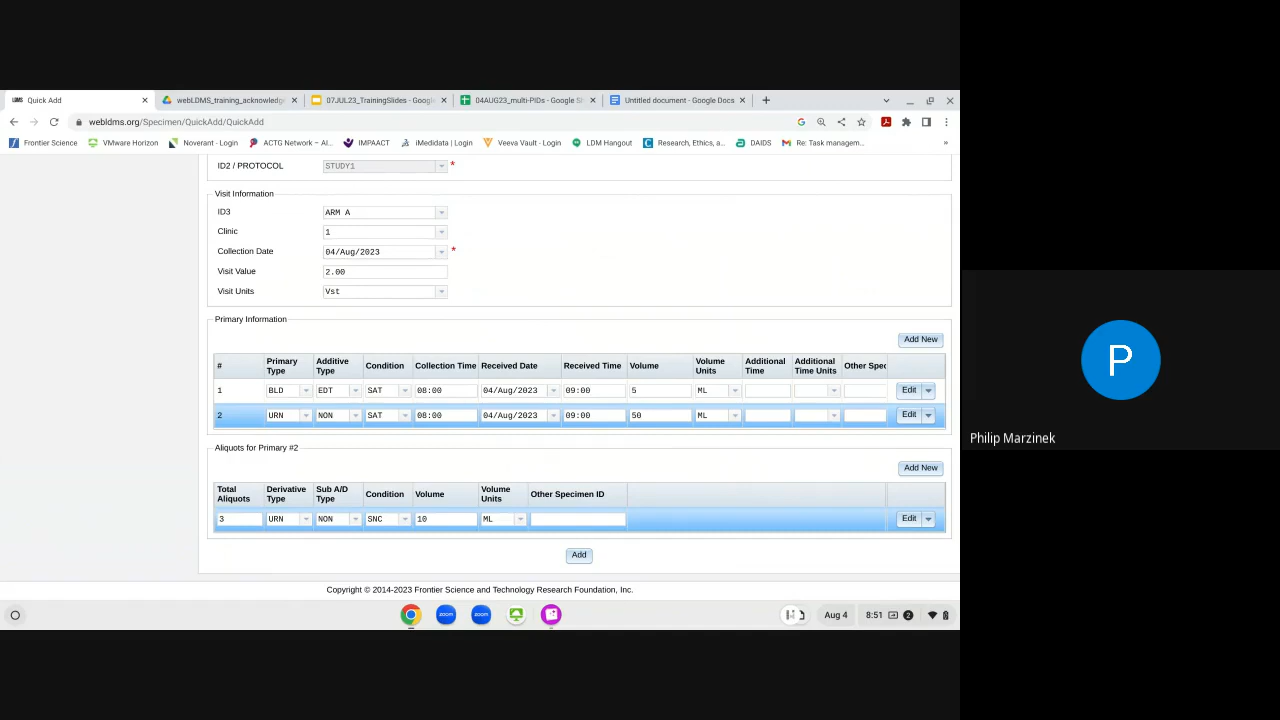 Quick Add
webLDMS_training_acknowledg
07JUL23_TrainingSlides - Google
04AUG23_multi-PIDs - Google S
Untitled document - Google Docs
webldms.org/Specimen/QuickAdd/QuickAdd
Frontier Science
VMware Horizon
Noverant · Login
ACTG Network – Al...
IMPAACT
iMedidata | Login
Veeva Vault · Login
LDM Hangout
Research, Ethics, a...
DAIDS
Re: Task managem...
»
ID2 / PROTOCOL STUDY1 *
Visit Information
ID3 ARM A
Clinic 1
Collection Date 04/Aug/2023 *
Visit Value 2.00
Visit Units Vst
Primary Information
Add New
# Primary Type Additive Type Condition Collection Time Received Date Received Time Volume Volume Units Additional Time Additional Time Units Other Spec
1 BLD EDT SAT 08:00 04/Aug/2023 09:00 5 ML Edit
2 URN NON SAT 08:00 04/Aug/2023 09:00 50 ML Edit
Aliquots for Primary #2
Add New
Total Aliquots Derivative Type Sub A/D Type Condition Volume Volume Units Other Specimen ID
3 URN NON SNC 10 ML Edit
Add
Copyright © 2014-2023 Frontier Science and Technology Research Foundation, Inc.
zoom
zoom
Aug 4
8:51
2
P
Philip Marzinek